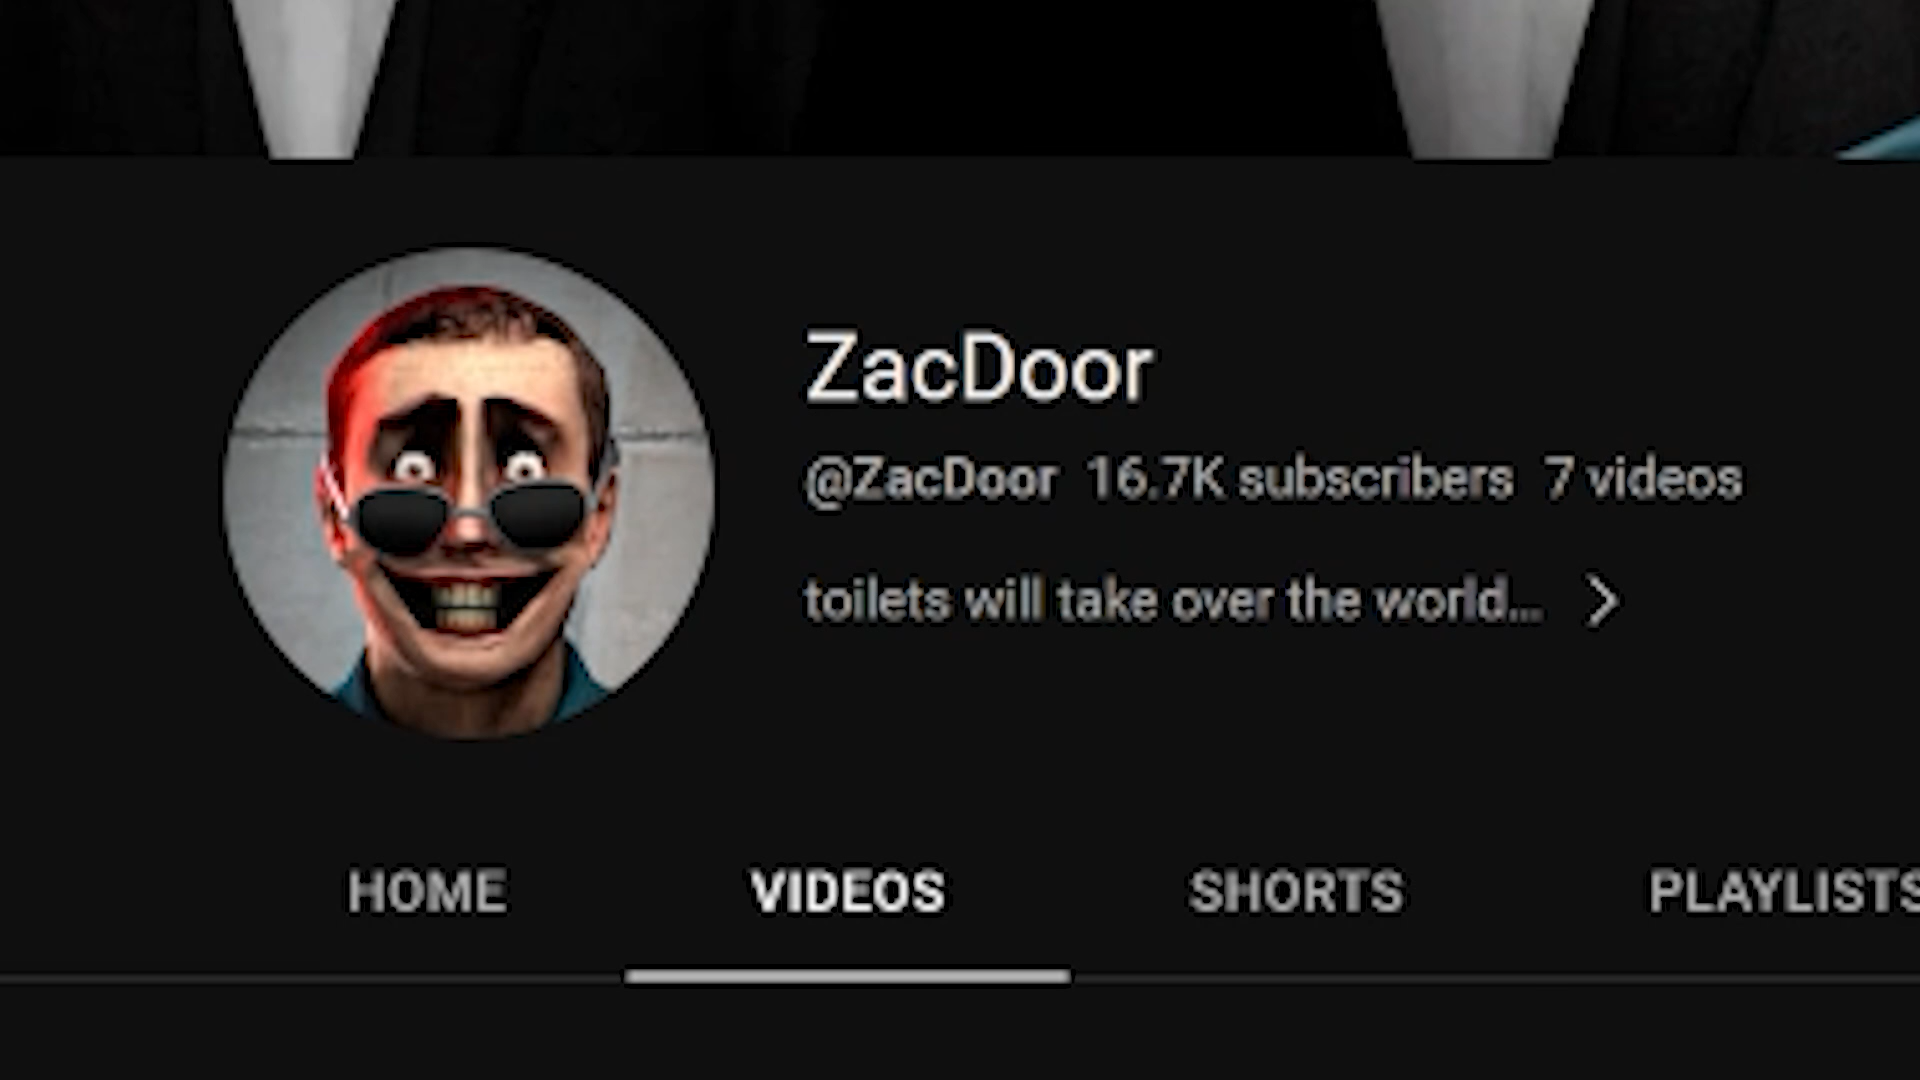 ZacDoor
@ZacDoor 16.7K subscribers 7 videos
toilets will take over the world...
HOME VIDEOS SHORTS PLAYLISTS